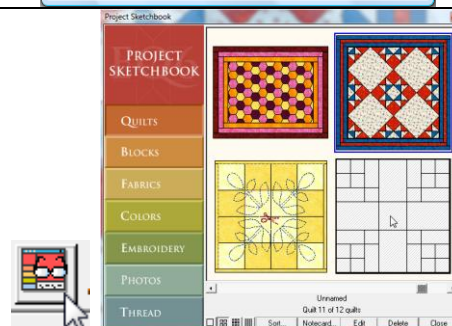 Project Sketchbook
PROJECT
SKETCHBOOK
QUILTS
BLOCKS
FABRICS
COLORS
EMBROIDERY
PHOTOS
THREAD
Unnamed
Quilt 11 of 12 quilts
Sort... Notecard... Edit Delete Close